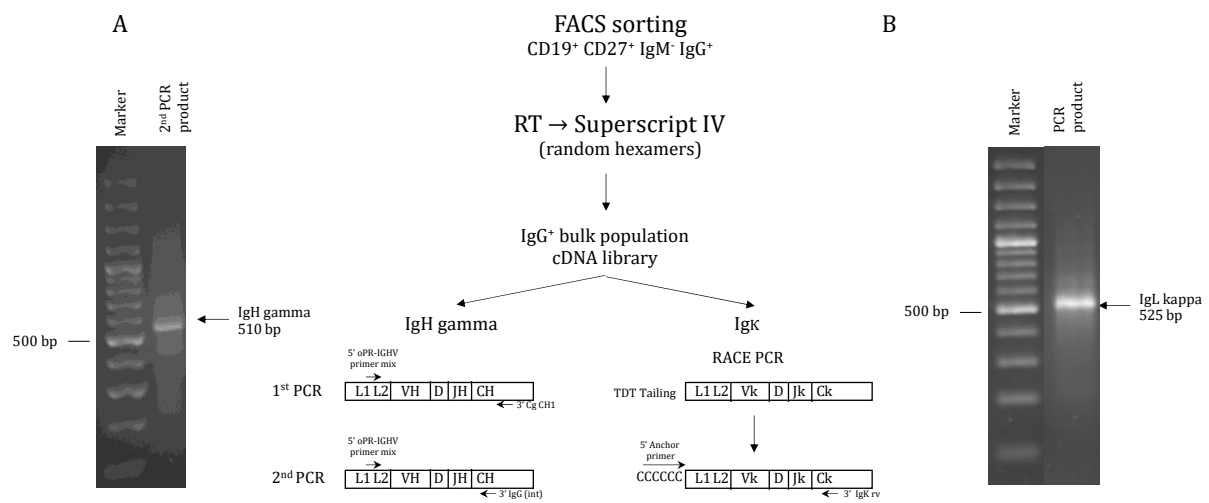 A
FACS sorting
CD19⁺ CD27⁺ IgM⁻ IgG⁺
B
Marker
2ⁿᵈ PCR
product
RT → Superscript IV
(random hexamers)
Marker
PCR
product
IgG⁺ bulk population
cDNA library
IgH gamma
510 bp
500 bp
IgL kappa
525 bp
500 bp
IgH gamma
Igκ
5' oPR-IGHV
primer mix
RACE PCR
1ˢᵗ PCR
L1 L2 VH D JH CH
3' Cg CH1
TDT Tailing
L1 L2 Vk D Jk Ck
5' oPR-IGHV
primer mix
5' Anchor
primer
2ⁿᵈ PCR
L1 L2 VH D JH CH
3' IgG (int)
CCCCCC
L1 L2 Vk D Jk Ck
3' IgK rv